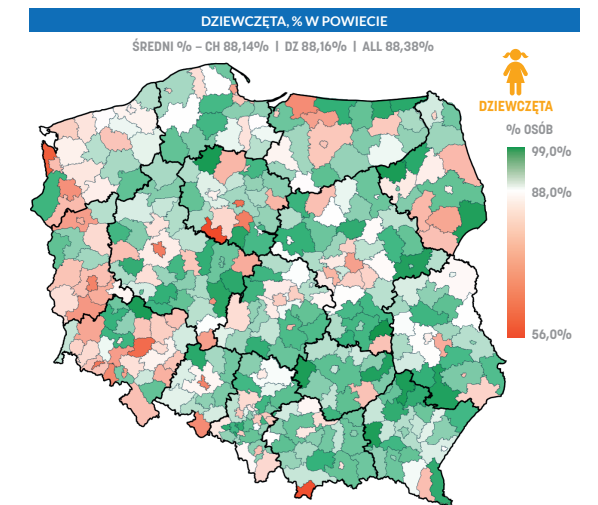 DZIEWCZĘTA, % W POWIECIE
ŚREDNI % – CH 88,14% | DZ 88,16% | ALL 88,38%
DZIEWCZĘTA
% OSÓB
99,0%
88,0%
56,0%